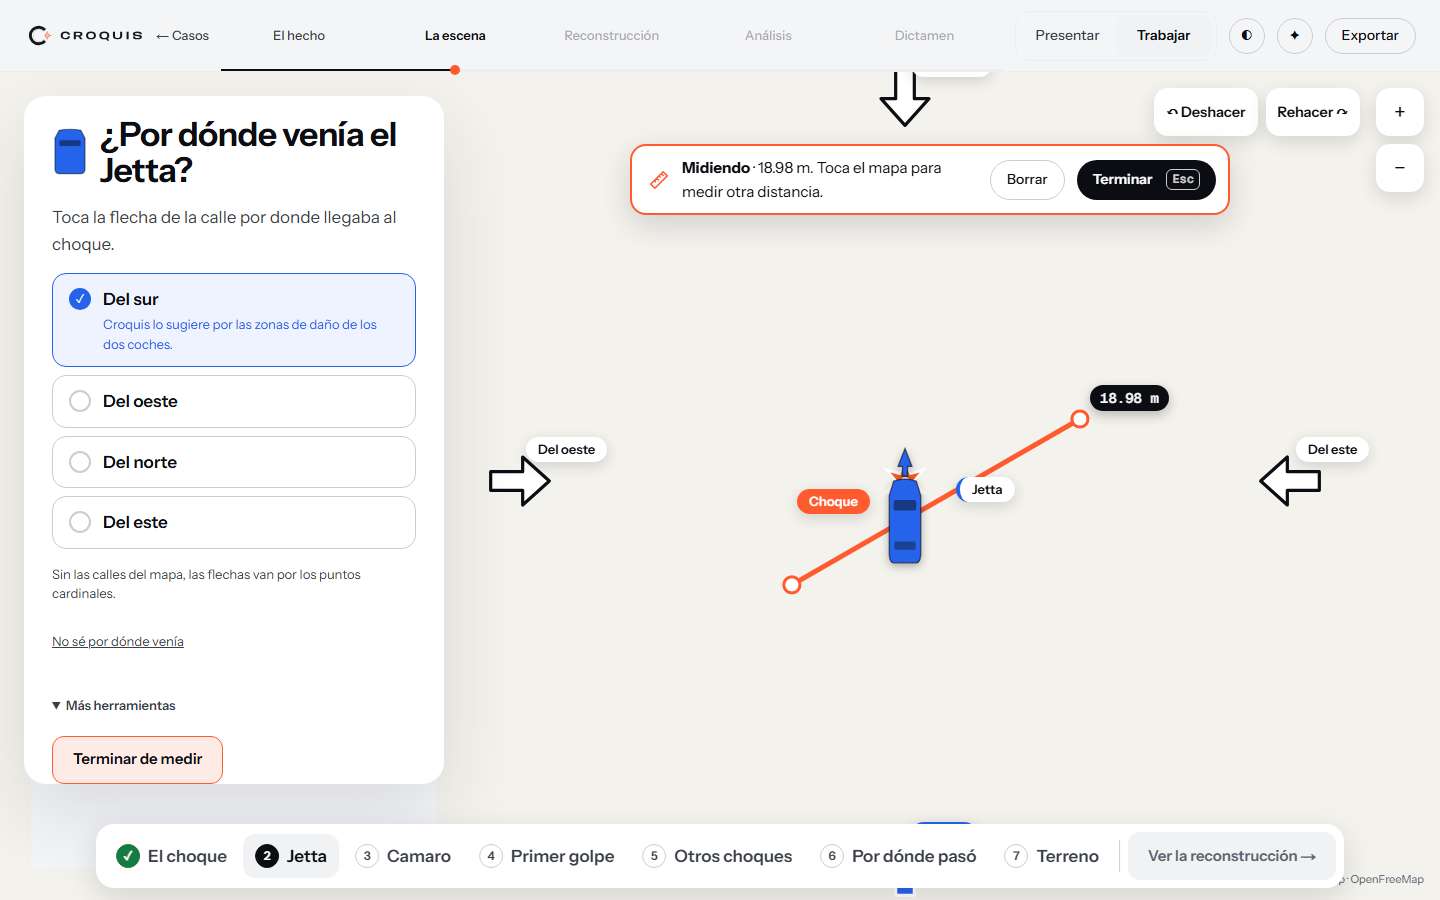 CROQUIS
← Casos
El hecho
La escena
Reconstrucción
Análisis
Dictamen
Presentar
Trabajar
Exportar
¿Por dónde venía el
Jetta?
Toca la flecha de la calle por donde llegaba al
choque.
Del sur
Croquis lo sugiere por las zonas de daño de los
dos coches.
Del oeste
Del norte
Del este
Sin las calles del mapa, las flechas van por los puntos
cardinales.
No sé por dónde venía
▼ Más herramientas
Terminar de medir
↶ Deshacer
Rehacer ↷
+
−
Midiendo · 18.98 m. Toca el mapa para
medir otra distancia.
Borrar
Terminar Esc
18.98 m
Del oeste
Del este
Choque
Jetta
El choque
2 Jetta
3 Camaro
4 Primer golpe
5 Otros choques
6 Por dónde pasó
7 Terreno
Ver la reconstrucción →
· OpenFreeMap